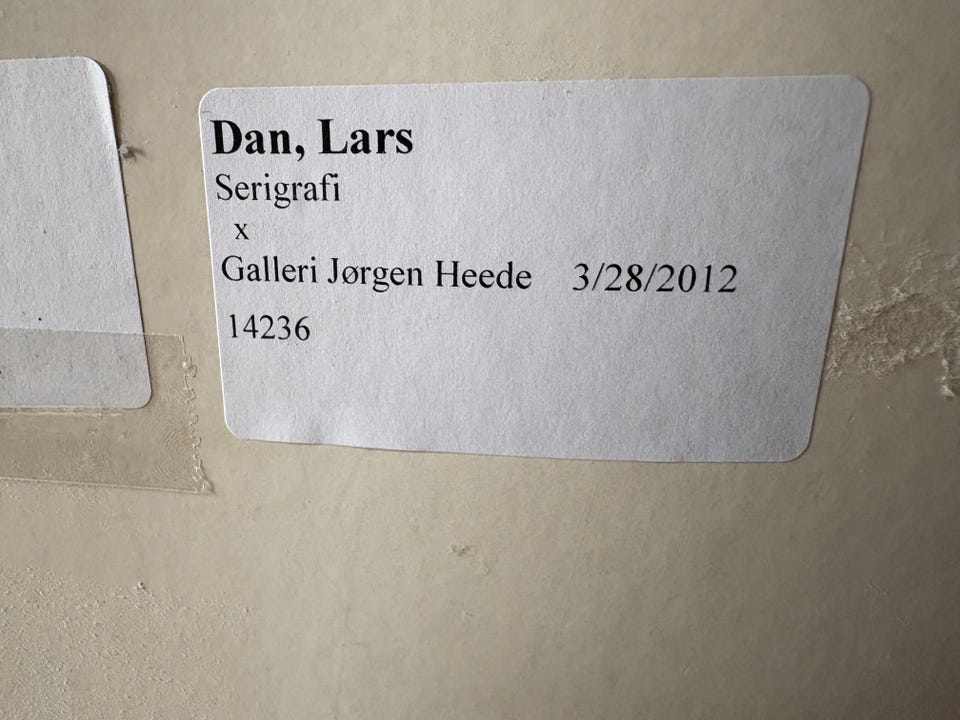 Dan, Lars
Serigrafi
x
Galleri Jørgen Heede 3/28/2012
14236